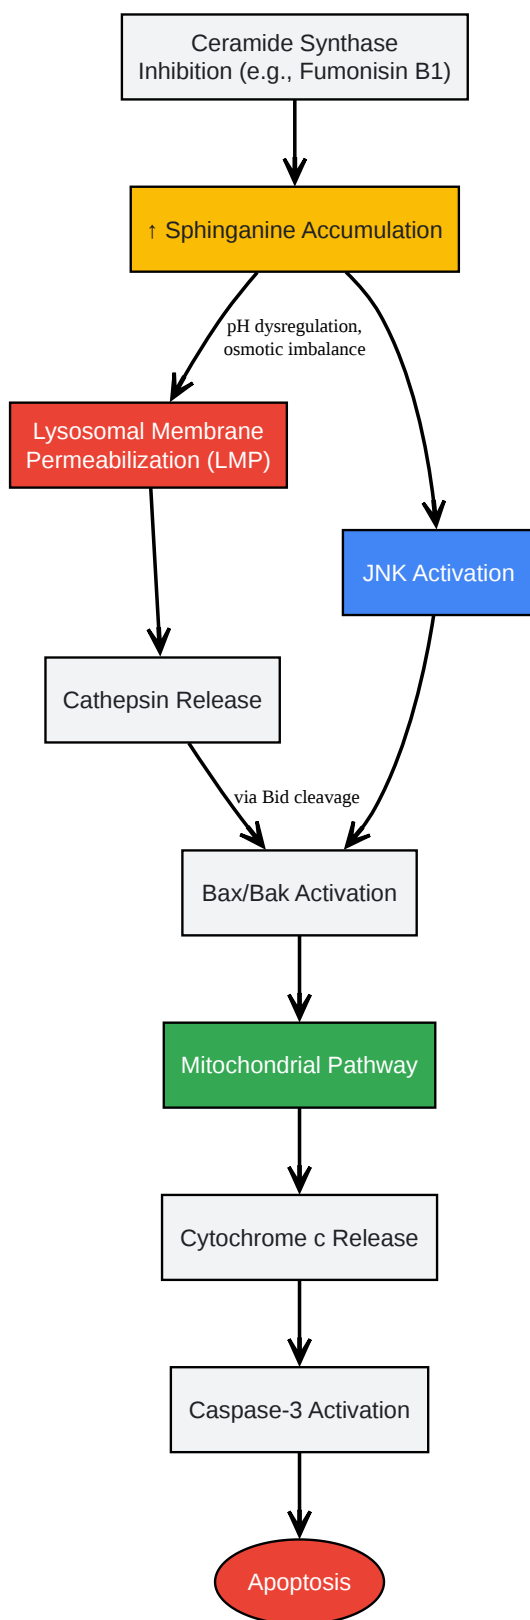 Ceramide Synthase
Inhibition (e.g., Fumonisin B1)
↑ Sphinganine Accumulation
pH dysregulation,
osmotic imbalance
Lysosomal Membrane
Permeabilization (LMP)
JNK Activation
Cathepsin Release
via Bid cleavage
Bax/Bak Activation
Mitochondrial Pathway
Cytochrome c Release
Caspase-3 Activation
Apoptosis